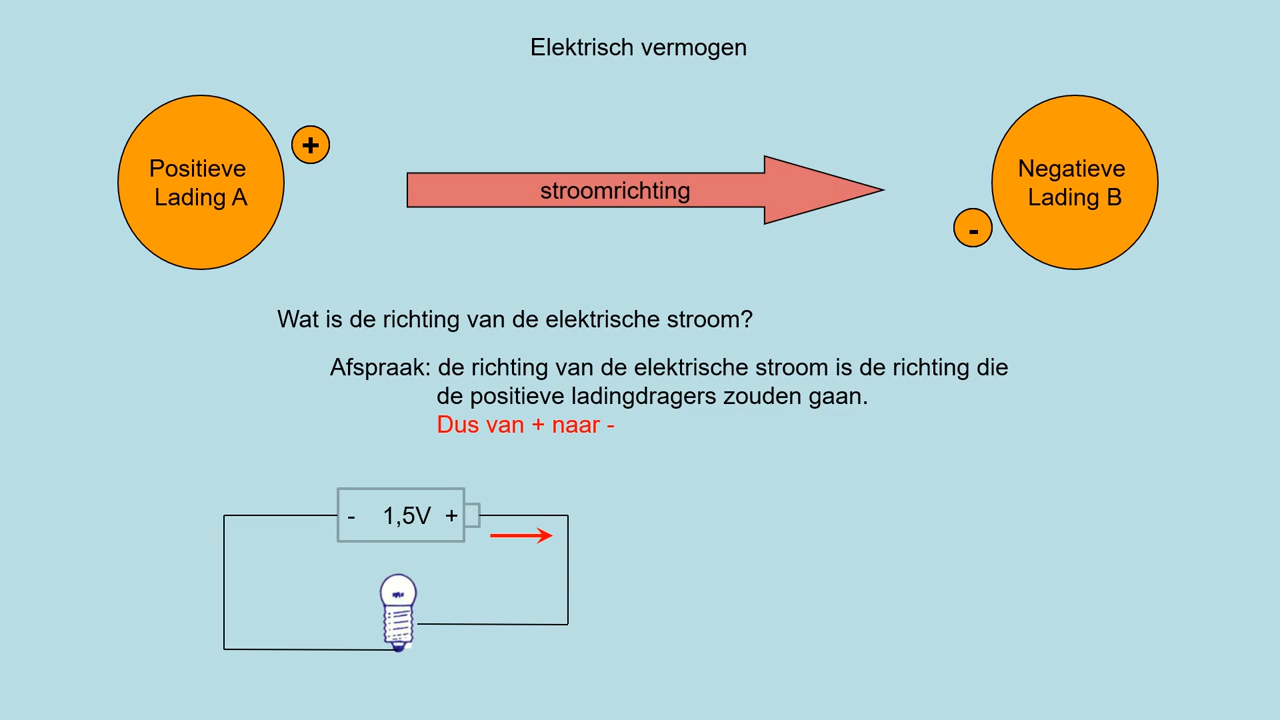 Elektrisch vermogen
Positieve
Lading A
+
stroomrichting
Negatieve
Lading B
-
Wat is de richting van de elektrische stroom?
Afspraak: de richting van de elektrische stroom is de richting die
de positieve ladingdragers zouden gaan.
Dus van + naar -
- 1,5V +